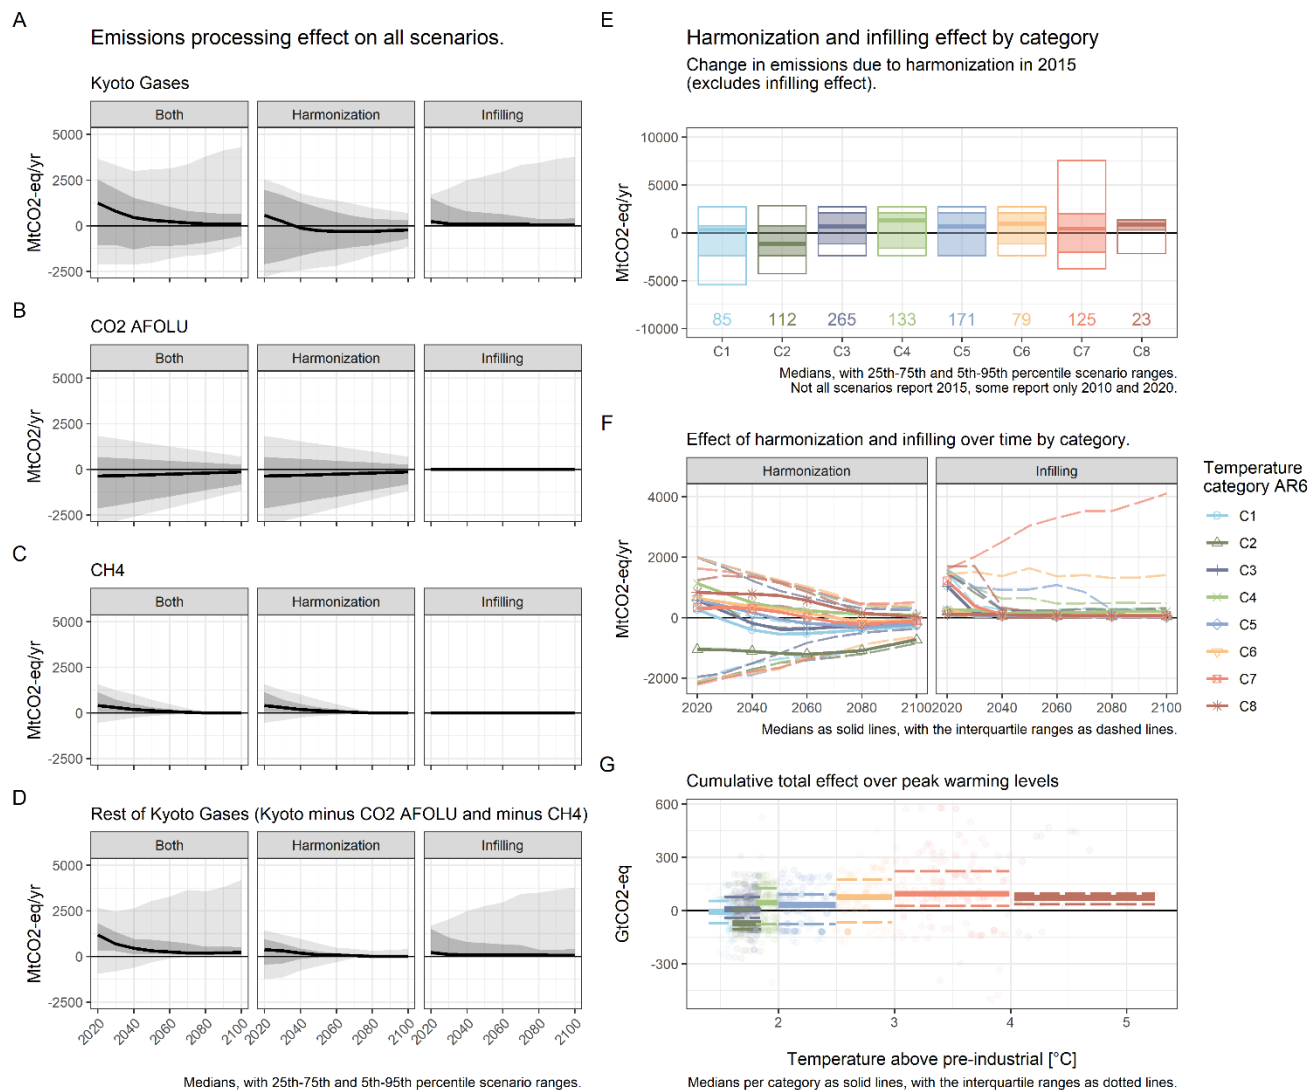 A
Emissions processing effect on all scenarios.
Kyoto Gases
Both
Harmonization
Infilling
MtCO2-eq/yr
5000
2500
0
-2500
B
CO2 AFOLU
Both
Harmonization
Infilling
MtCO2/yr
5000
2500
0
-2500
C
CH4
Both
Harmonization
Infilling
MtCO2-eq/yr
5000
2500
0
-2500
D
Rest of Kyoto Gases (Kyoto minus CO2 AFOLU and minus CH4)
Both
Harmonization
Infilling
MtCO2-eq/yr
5000
2500
0
-2500
2020 2040 2060 2080 2100
2020 2040 2060 2080 2100
2020 2040 2060 2080 2100
Medians, with 25th-75th and 5th-95th percentile scenario ranges.
E
Harmonization and infilling effect by category
Change in emissions due to harmonization in 2015
(excludes infilling effect).
MtCO2-eq/yr
10000
5000
0
-5000
-10000
85 112 265 133 171 79 125 23
C1 C2 C3 C4 C5 C6 C7 C8
Medians, with 25th-75th and 5th-95th percentile scenario ranges.
Not all scenarios report 2015, some report only 2010 and 2020.
F
Effect of harmonization and infilling over time by category.
Harmonization
Infilling
MtCO2-eq/yr
4000
2000
0
-2000
2020 2040 2060 2080 2100
2020 2040 2060 2080 2100
Medians as solid lines, with the interquartile ranges as dashed lines.
Temperature
category AR6
C1
C2
C3
C4
C5
C6
C7
C8
G
Cumulative total effect over peak warming levels
GtCO2-eq
600
300
0
-300
2 3 4 5
Temperature above pre-industrial [°C]
Medians per category as solid lines, with the interquartile ranges as dotted lines.